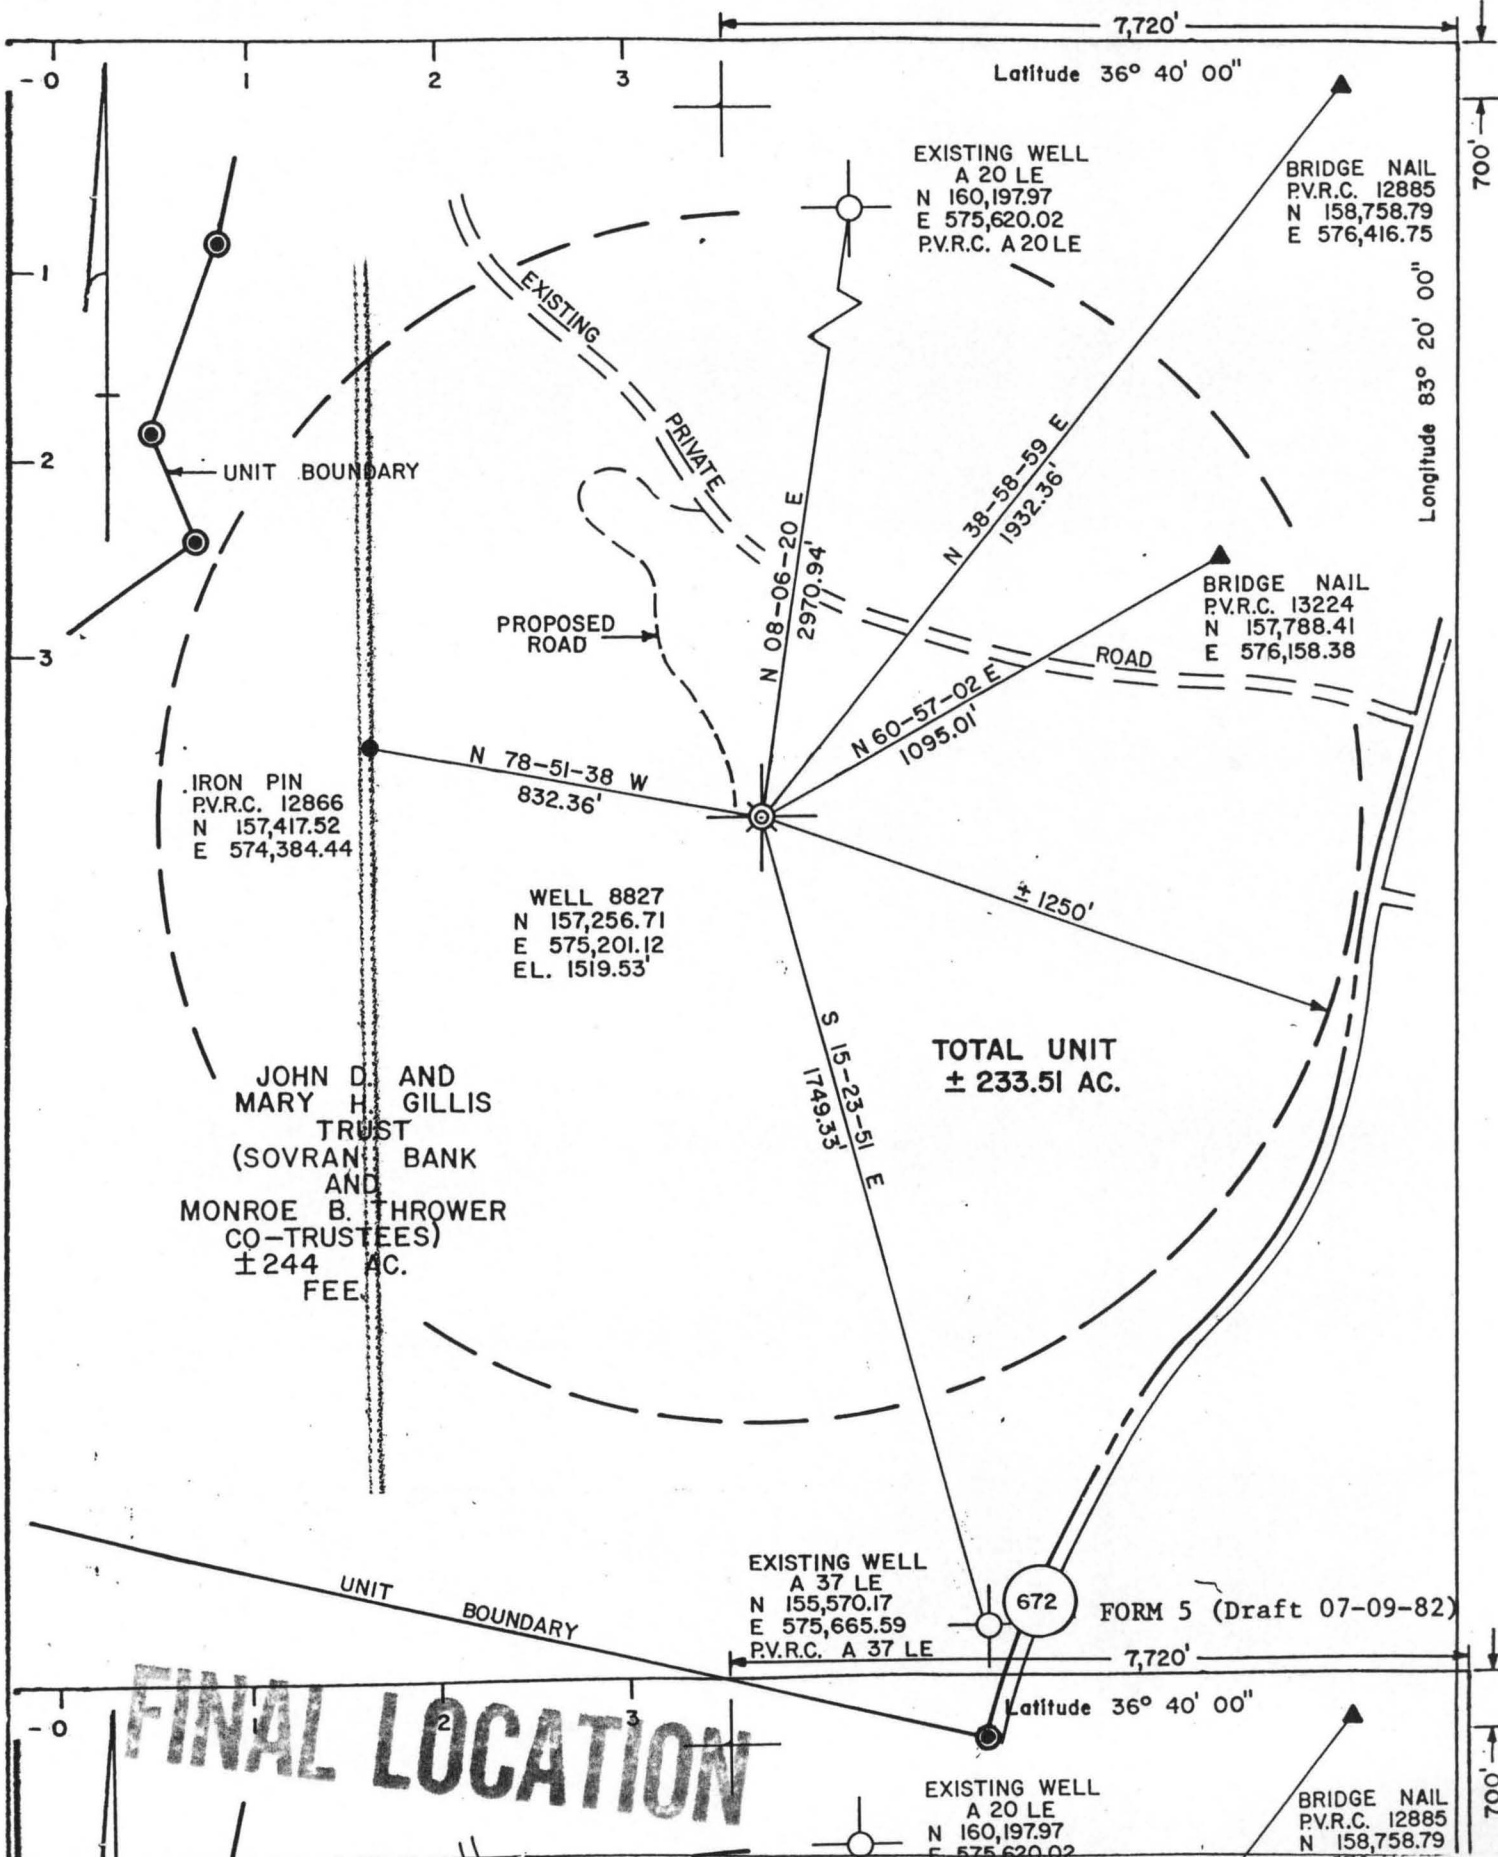 7,720'
-0 1 2 3
Latitude 36° 40' 00"
700'
EXISTING WELL
A 20 LE
N 160,197.97
E 575,620.02
P.V.R.C. A 20 LE
BRIDGE NAIL
P.V.R.C. 12885
N 158,758.79
E 576,416.75
Longitude 83° 20' 00"
1
2
3
EXISTING
PRIVATE
ROAD
UNIT BOUNDARY
N 08-06-20 E
2970.94'
N 38-58-59 E
1932.36'
BRIDGE NAIL
P.V.R.C. 13224
N 157,788.41
E 576,158.38
PROPOSED
ROAD
N 60-57-02 E
1095.01'
N 78-51-38 W
832.36'
IRON PIN
P.V.R.C. 12866
N 157,417.52
E 574,384.44
WELL 8827
N 157,256.71
E 575,201.12
EL. 1519.53'
± 1250'
S 15-23-51 E
1749.33'
TOTAL UNIT
± 233.51 AC.
JOHN D. AND
MARY H. GILLIS
TRUST
(SOVRAN BANK
AND
MONROE B. THROWER
CO-TRUSTEES)
±244 AC.
FEE
UNIT BOUNDARY
EXISTING WELL
A 37 LE
N 155,570.17
E 575,665.59
P.V.R.C. A 37 LE
672
FORM 5 (Draft 07-09-82)
7,720'
-0 1 2 3
Latitude 36° 40' 00"
FINAL LOCATION
700'
EXISTING WELL
A 20 LE
N 160,197.97
E 575,620.02
BRIDGE NAIL
P.V.R.C. 12885
N 158,758.79